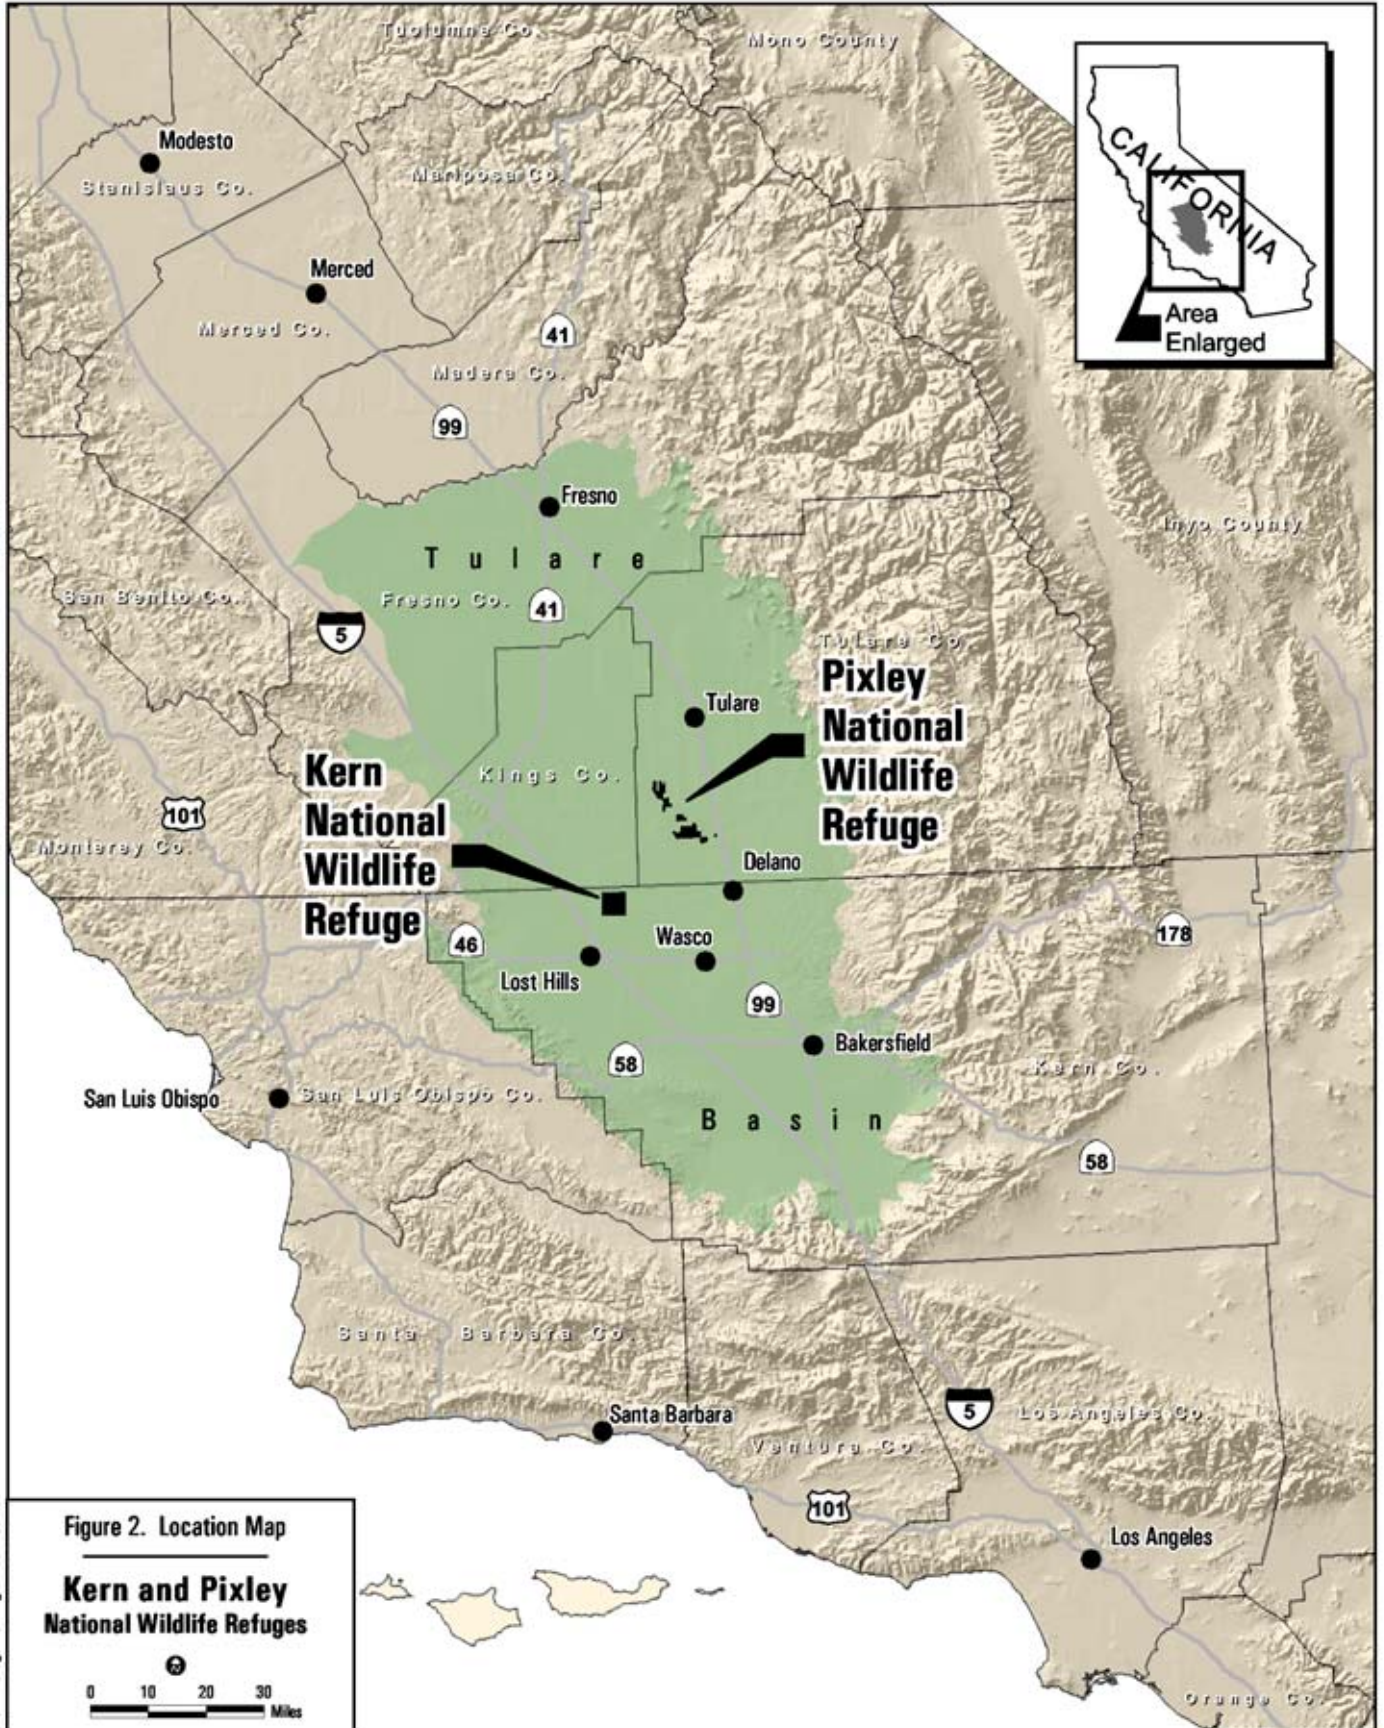 Tuolumne Co.
Mono County
Modesto
Stanislaus Co.
Mariposa Co.
CALIFORNIA
Area
Enlarged
Merced
Merced Co.
41
Madera Co.
99
Fresno
Tulare
Inyo County
San Benito Co.
Fresno Co.
41
5
Tulare Co
Pixley
National
Wildlife
Refuge
Tulare
Kings Co.
Kern
National
Wildlife
Refuge
101
Monterey Co.
Delano
46
Wasco
178
Lost Hills
99
Bakersfield
58
Kern Co.
San Luis Obispo
San Luis Obispo Co.
Basin
58
Santa Barbara Co.
Santa Barbara
5
Los Angeles Co.
Ventura Co.
101
Los Angeles
Orange Co.
Figure 2. Location Map
Kern and Pixley
National Wildlife Refuges
N
0 10 20 30
Miles